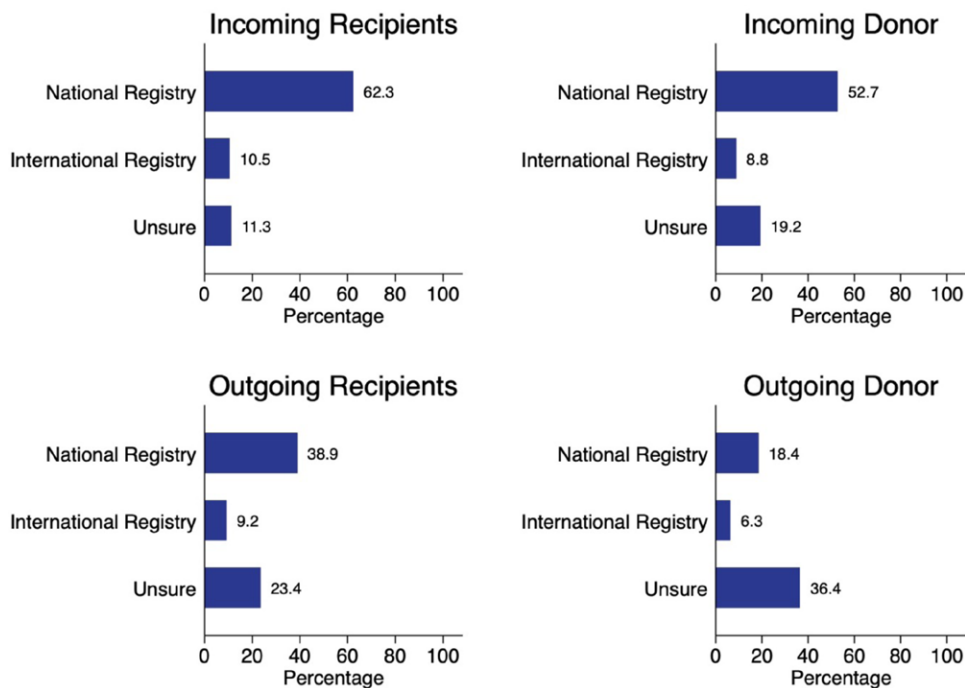 Incoming Recipients
National Registry 62.3
International Registry 10.5
Unsure 11.3
0 20 40 60 80 100
Percentage
Incoming Donor
National Registry 52.7
International Registry 8.8
Unsure 19.2
0 20 40 60 80 100
Percentage
Outgoing Recipients
National Registry 38.9
International Registry 9.2
Unsure 23.4
0 20 40 60 80 100
Percentage
Outgoing Donor
National Registry 18.4
International Registry 6.3
Unsure 36.4
0 20 40 60 80 100
Percentage